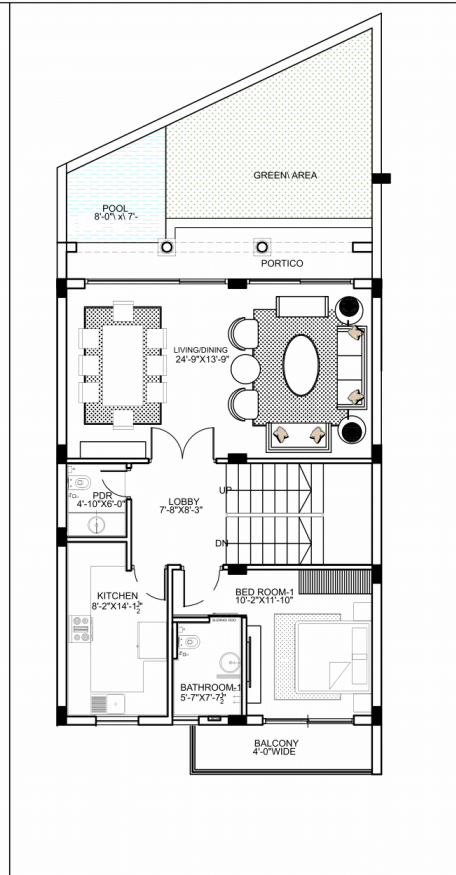 GREEN\ AREA
POOL
8'-0"\ x\ 7'-
PORTICO
LIVING/DINING
24'-9"X13'-9"
PDR
4'-10"X6'-0"
LOBBY
7'-8"X8'-3"
UP
DN
KITCHEN
8'-2"X14'-1½"
BED ROOM-1
10'-2"X11'-10"
SLIDING DOO
BATHROOM-1
5'-7"X7'-7½"
BALCONY
4'-0"WIDE